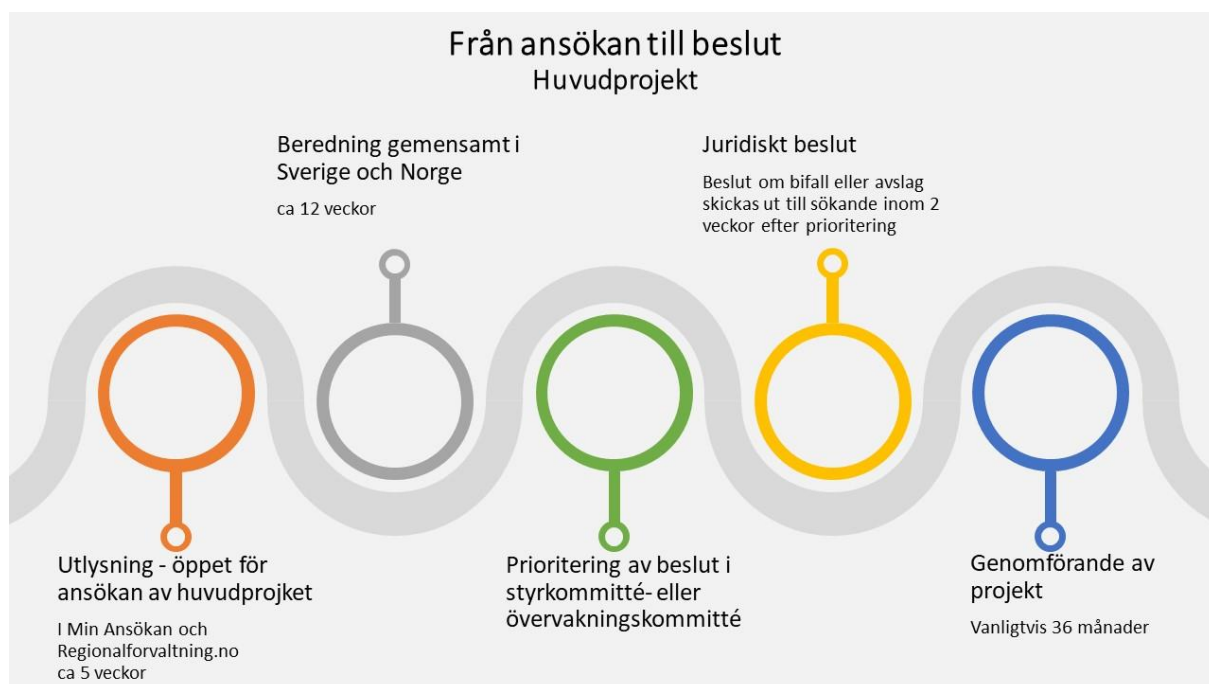 Från ansökan till beslut
Huvudprojekt
Beredning gemensamt i
Sverige och Norge
ca 12 veckor
Juridiskt beslut
Beslut om bifall eller avslag
skickas ut till sökande inom 2
veckor efter prioritering
Utlysning - öppet för
ansökan av huvudprojket
I Min Ansökan och
Regionalforvaltning.no
ca 5 veckor
Prioritering av beslut i
styrkommitté- eller
övervakningskommitté
Genomförande av
projekt
Vanligtvis 36 månader